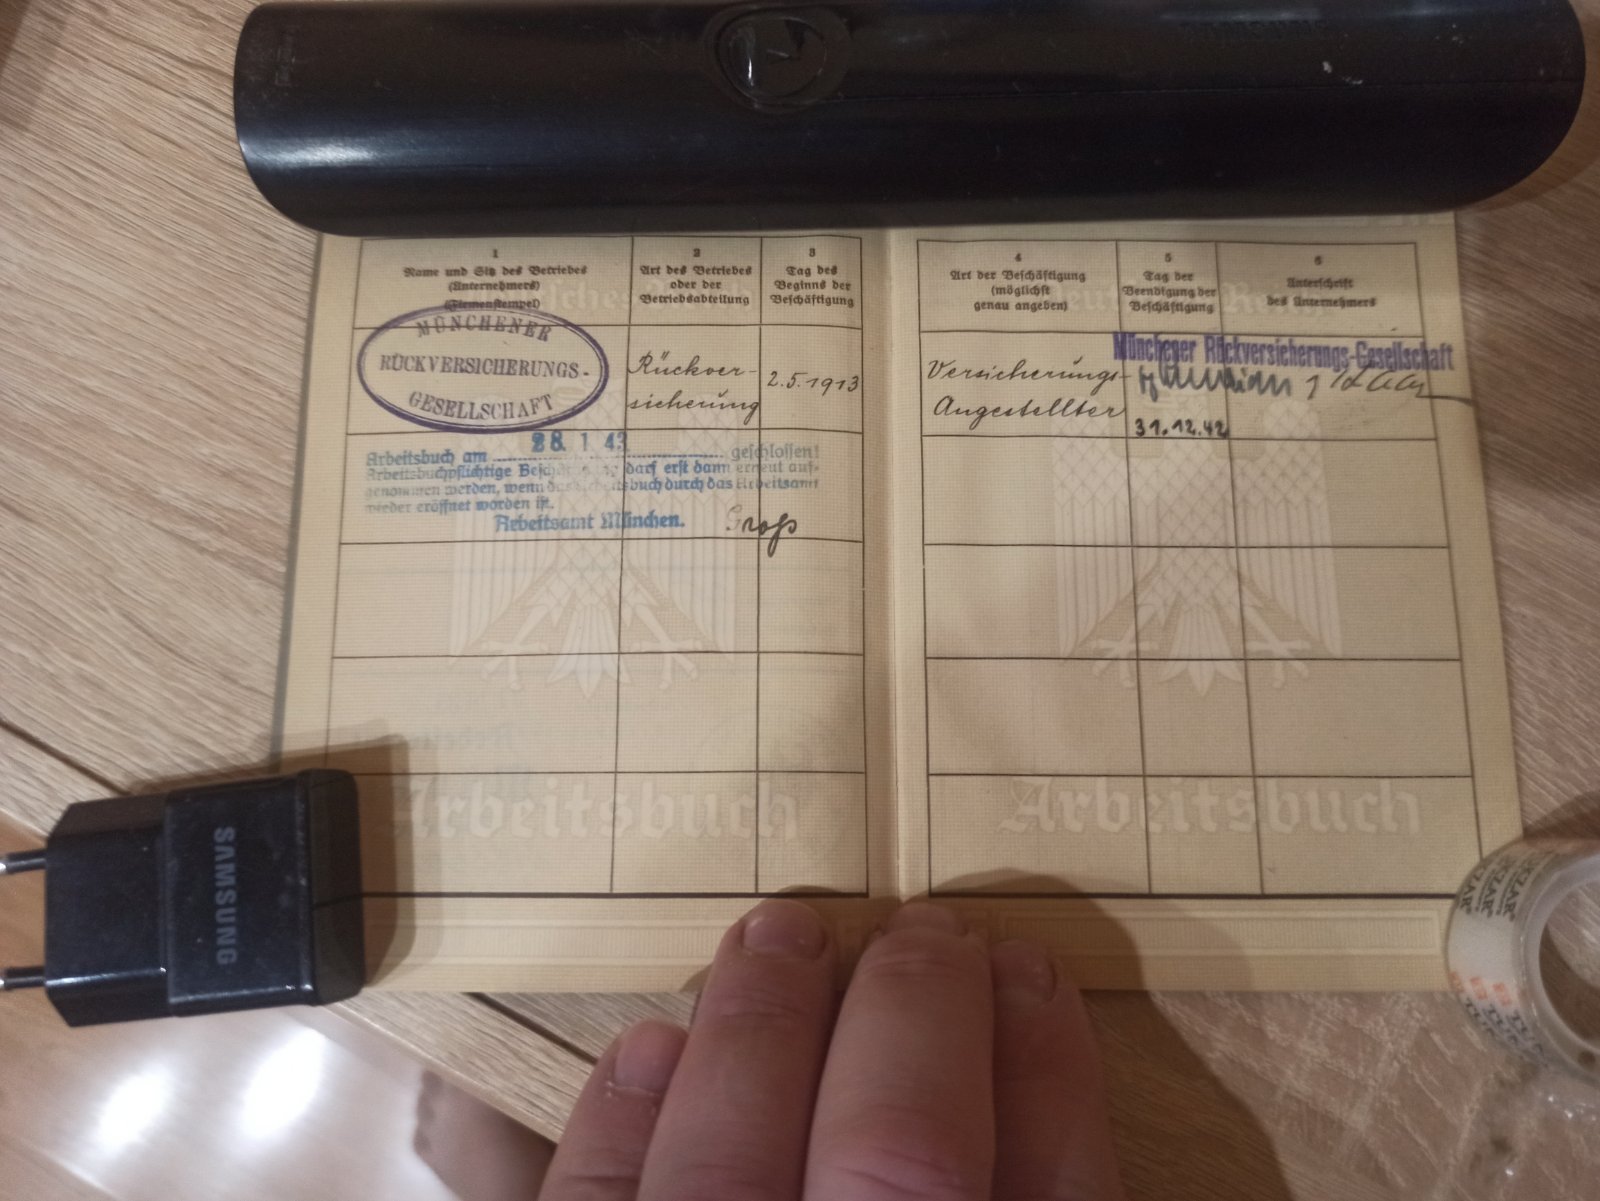 1
Name und Sitz des Betriebes
(Unternehmers)
(Firmenstempel)
2
Art des Betriebes
oder der
Betriebsabteilung
3
Tag des
Beginns der
Beschäftigung
MÜNCHENER
RÜCKVERSICHERUNGS-
GESELLSCHAFT
Rückver-
sicherung
2.5.1913
28. 1. 43
Arbeitsbuch am geschlossen!
Arbeitsbuchpflichtige Beschäftigung darf erst dann erneut auf-
genommen werden, wenn das Arbeitsbuch durch das Arbeitsamt
wieder eröffnet worden ist.
Arbeitsamt München.
Groß
Arbeitsbuch
4
Art der Beschäftigung
(möglichst
genau angeben)
5
Tag der
Beendigung der
Beschäftigung
6
Unterschrift
des Unternehmers
Münchener Rückversicherungs-Gesellschaft
Versicherungs-
Angestellter
31.12.42
Arbeitsbuch
SAMSUNG